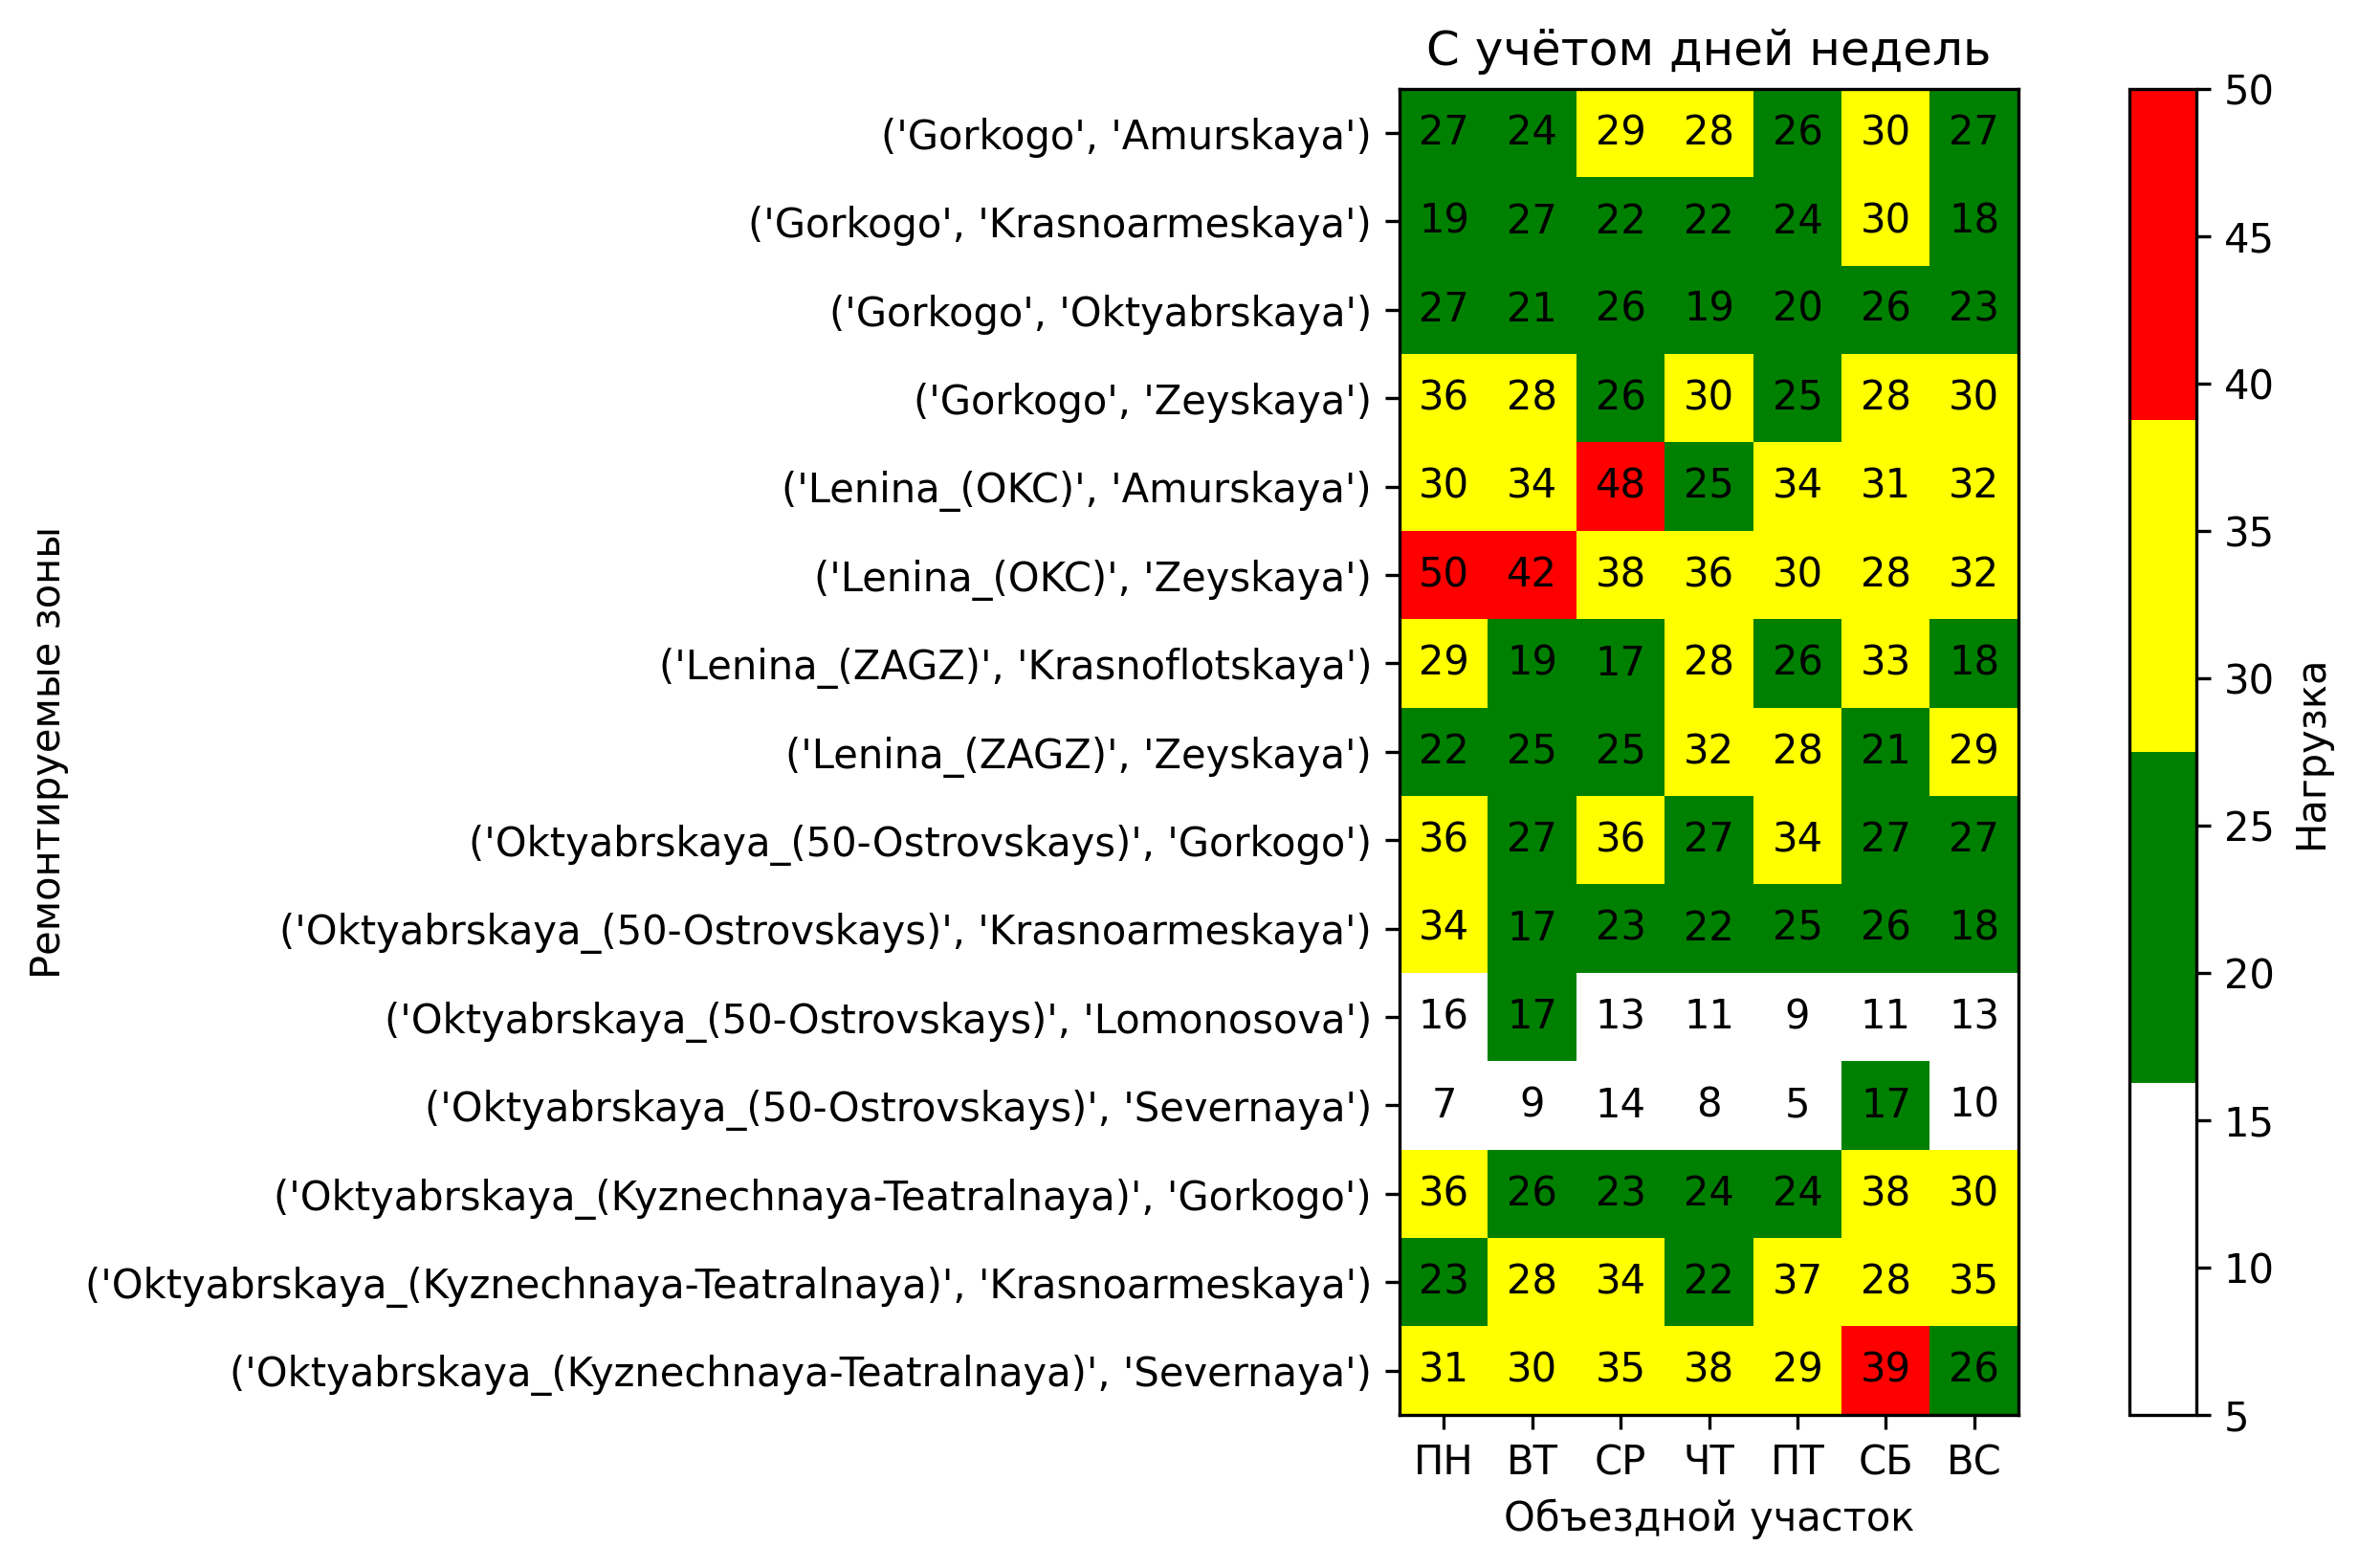 С учётом дней недель
('Gorkogo', 'Amurskaya') 27 24 29 28 26 30 27
('Gorkogo', 'Krasnoarmeskaya') 19 27 22 22 24 30 18
('Gorkogo', 'Oktyabrskaya') 27 21 26 19 20 26 23
('Gorkogo', 'Zeyskaya') 36 28 26 30 25 28 30
('Lenina_(OKC)', 'Amurskaya') 30 34 48 25 34 31 32
('Lenina_(OKC)', 'Zeyskaya') 50 42 38 36 30 28 32
('Lenina_(ZAGZ)', 'Krasnoflotskaya') 29 19 17 28 26 33 18
('Lenina_(ZAGZ)', 'Zeyskaya') 22 25 25 32 28 21 29
('Oktyabrskaya_(50-Ostrovskays)', 'Gorkogo') 36 27 36 27 34 27 27
('Oktyabrskaya_(50-Ostrovskays)', 'Krasnoarmeskaya') 34 17 23 22 25 26 18
('Oktyabrskaya_(50-Ostrovskays)', 'Lomonosova') 16 17 13 11 9 11 13
('Oktyabrskaya_(50-Ostrovskays)', 'Severnaya') 7 9 14 8 5 17 10
('Oktyabrskaya_(Kyznechnaya-Teatralnaya)', 'Gorkogo') 36 26 23 24 24 38 30
('Oktyabrskaya_(Kyznechnaya-Teatralnaya)', 'Krasnoarmeskaya') 23 28 34 22 37 28 35
('Oktyabrskaya_(Kyznechnaya-Teatralnaya)', 'Severnaya') 31 30 35 38 29 39 26
ПН ВТ СР ЧТ ПТ СБ ВС
Объездной участок
Ремонтируемые зоны
50
45
40
35
30
25
20
15
10
5
Нагрузка